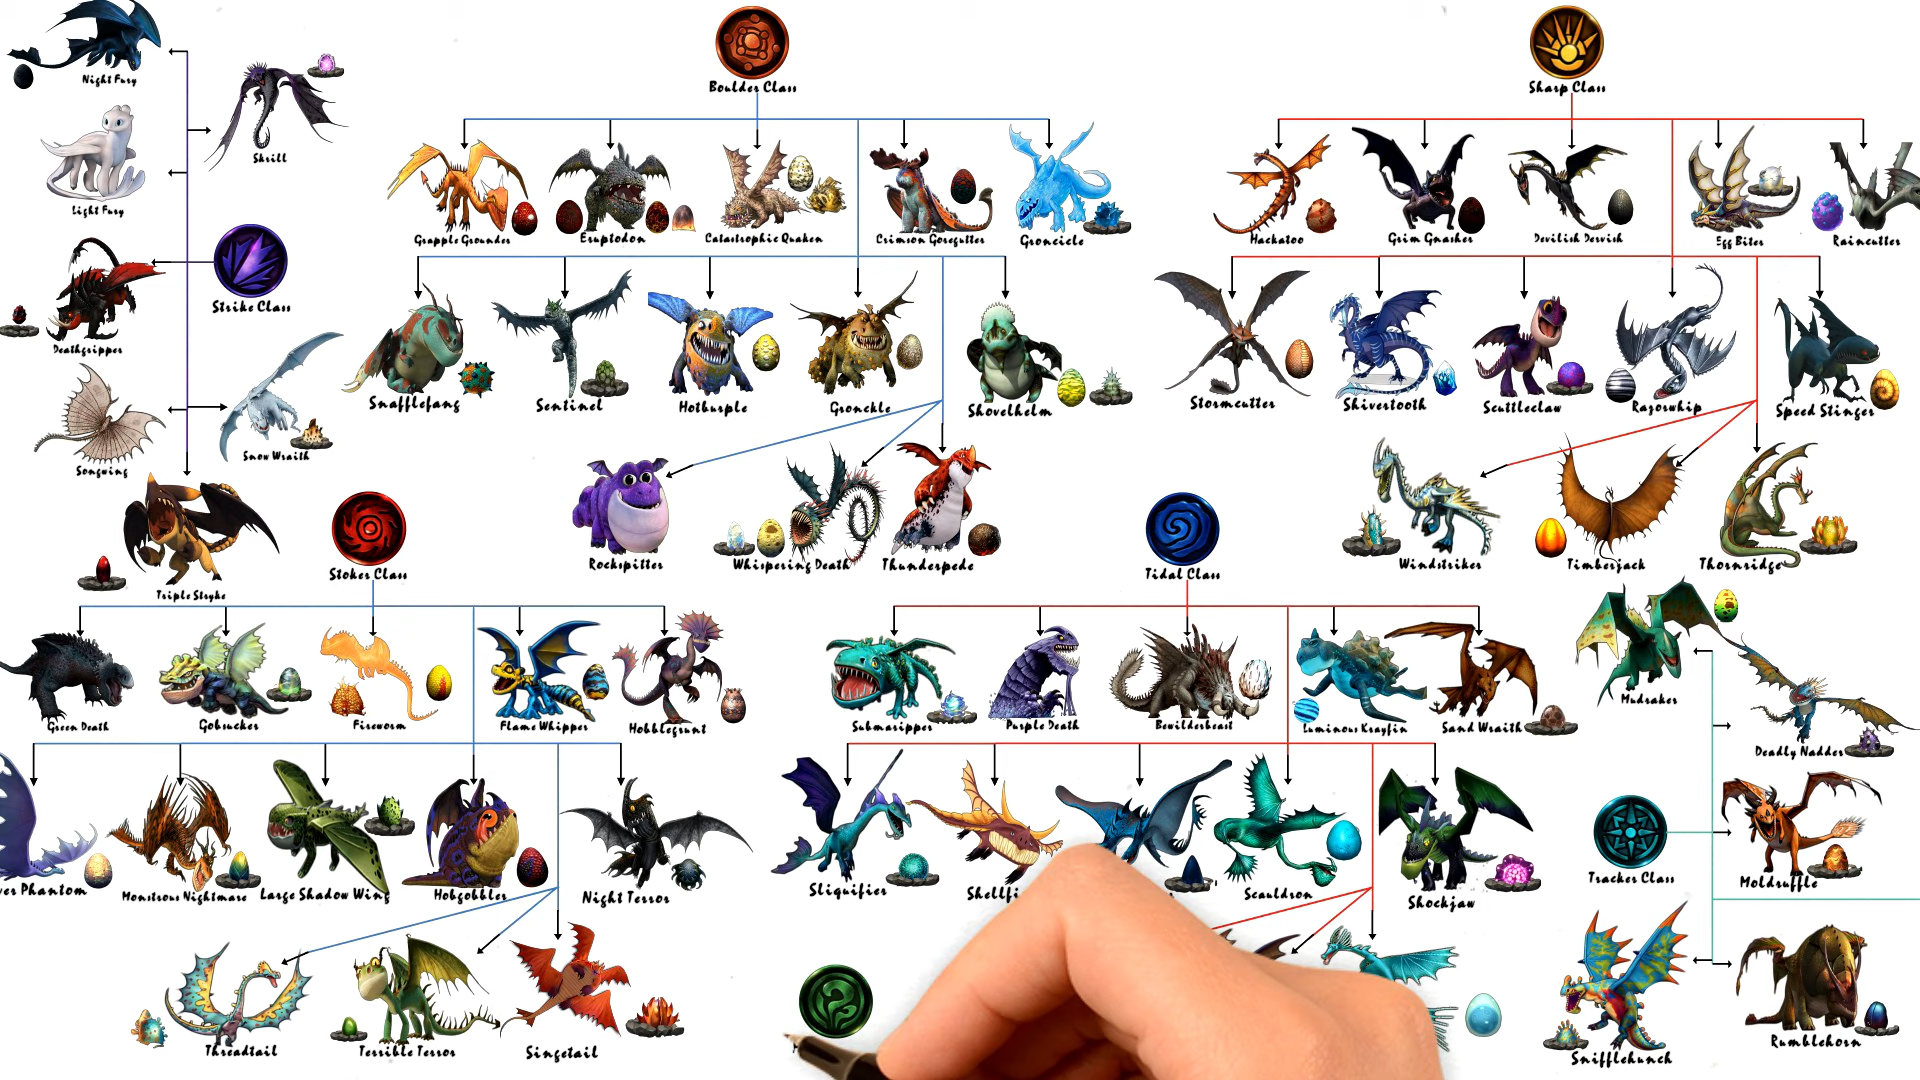 Night Fury
Skrill
Light Fury
Strike Class
Deathgripper
Songwing
Snow Wraith
Triple Stryke
Boulder Class
Grapple Grounder
Eruptodon
Catastrophic Quaken
Crimson Goregutter
Groncicle
Snafflefang
Sentinel
Hotburple
Gronckle
Shovelhelm
Rockspitter
Whispering Death
Thunderpede
Sharp Class
Hackatoo
Grim Gnasher
Devilish Dervish
Egg Biter
Raincutter
Stormcutter
Shivertooth
Scuttleclaw
Razorwhip
Speed Stinger
Windstriker
Timberjack
Thornridge
Stoker Class
Green Death
Gobsucker
Fireworm
Flame Whipper
Hobblegrunt
ver Phantom
Monstrous Nightmare
Large Shadow Wing
Hobgobbler
Night Terror
Threadtail
Terrible Terror
Singetail
Tidal Class
Submaripper
Purple Death
Bewilderbeast
Luminous Krayfin
Sand Wraith
Sliquifier
Shellfi
Scauldron
Shockjaw
Mudraker
Deadly Nadder
Tracker Class
Moldruffle
Snifflehunch
Rumblehorn